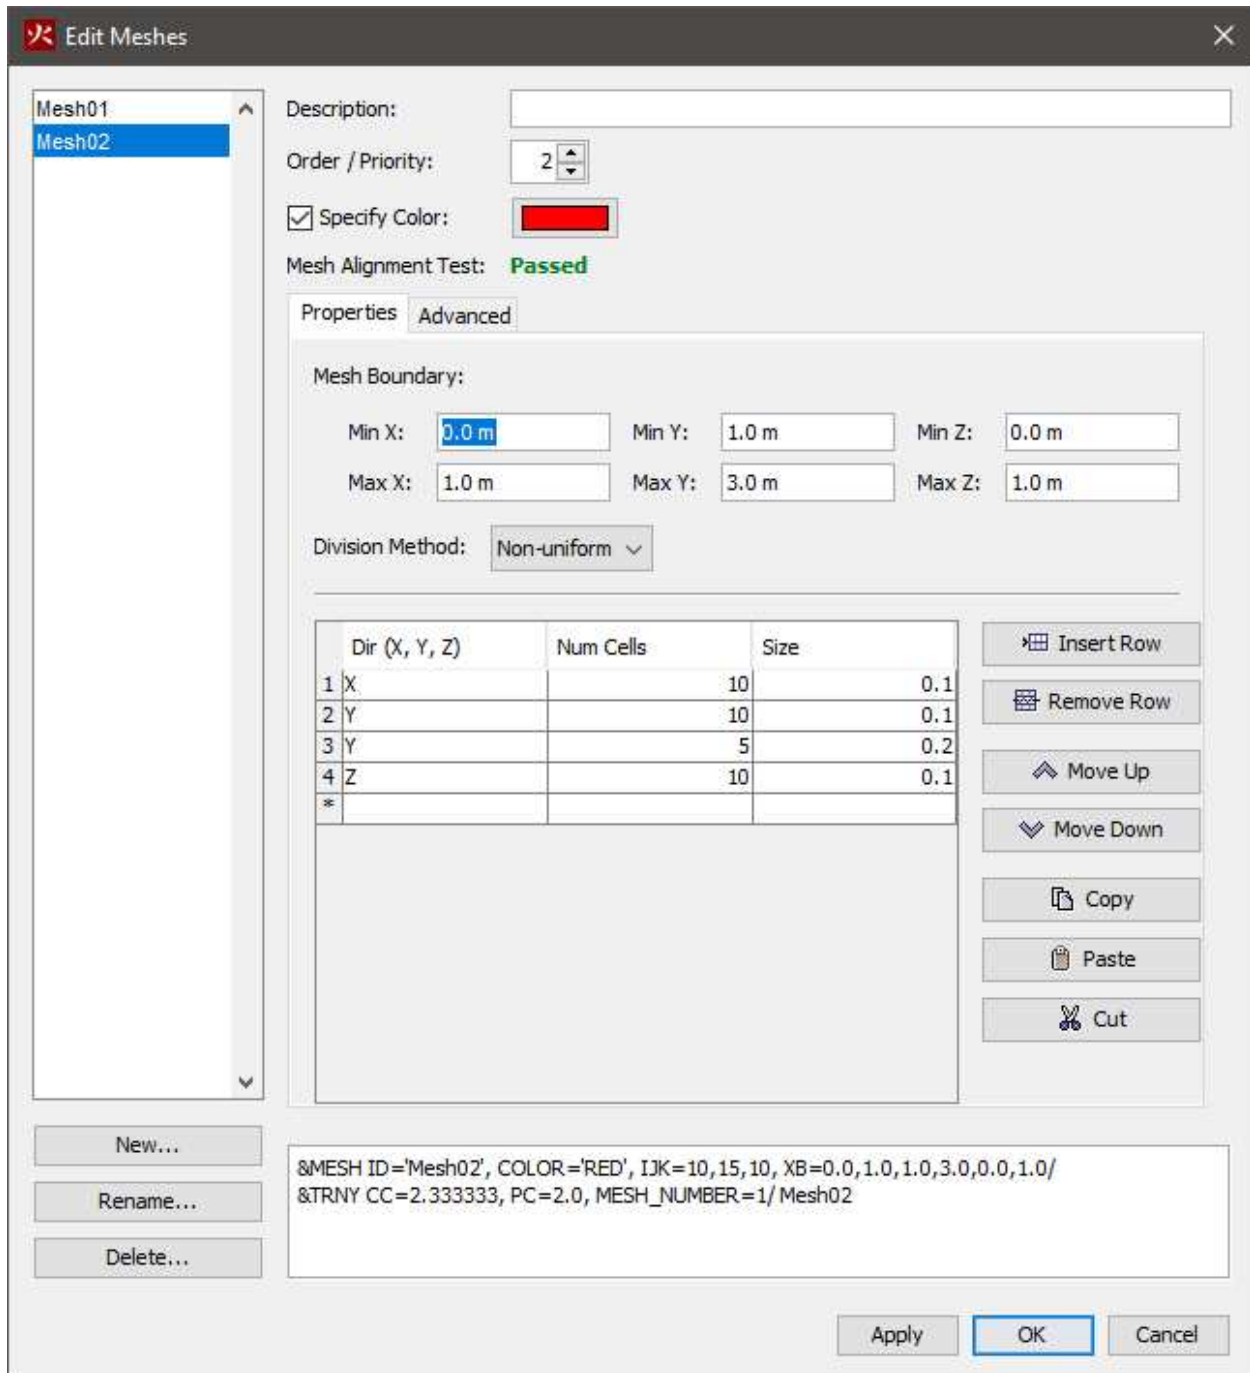 火 Edit Meshes
Mesh01
Mesh02
Description:
Order / Priority: 2
Specify Color:
Mesh Alignment Test: Passed
Properties Advanced
Mesh Boundary:
Min X: 0.0 m Min Y: 1.0 m Min Z: 0.0 m
Max X: 1.0 m Max Y: 3.0 m Max Z: 1.0 m
Division Method: Non-uniform
Dir (X, Y, Z) Num Cells Size
1 X 10 0.1
2 Y 10 0.1
3 Y 5 0.2
4 Z 10 0.1
*
Insert Row
Remove Row
Move Up
Move Down
Copy
Paste
Cut
New...
Rename...
Delete...
&MESH ID='Mesh02', COLOR='RED', IJK=10,15,10, XB=0.0,1.0,1.0,3.0,0.0,1.0/
&TRNY CC=2.333333, PC=2.0, MESH_NUMBER=1/ Mesh02
Apply OK Cancel